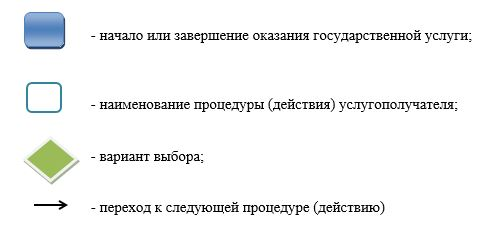 - начало или завершение оказания государственной услуги;
- наименование процедуры (действия) услугополучателя;
- вариант выбора;
- переход к следующей процедуре (действию)